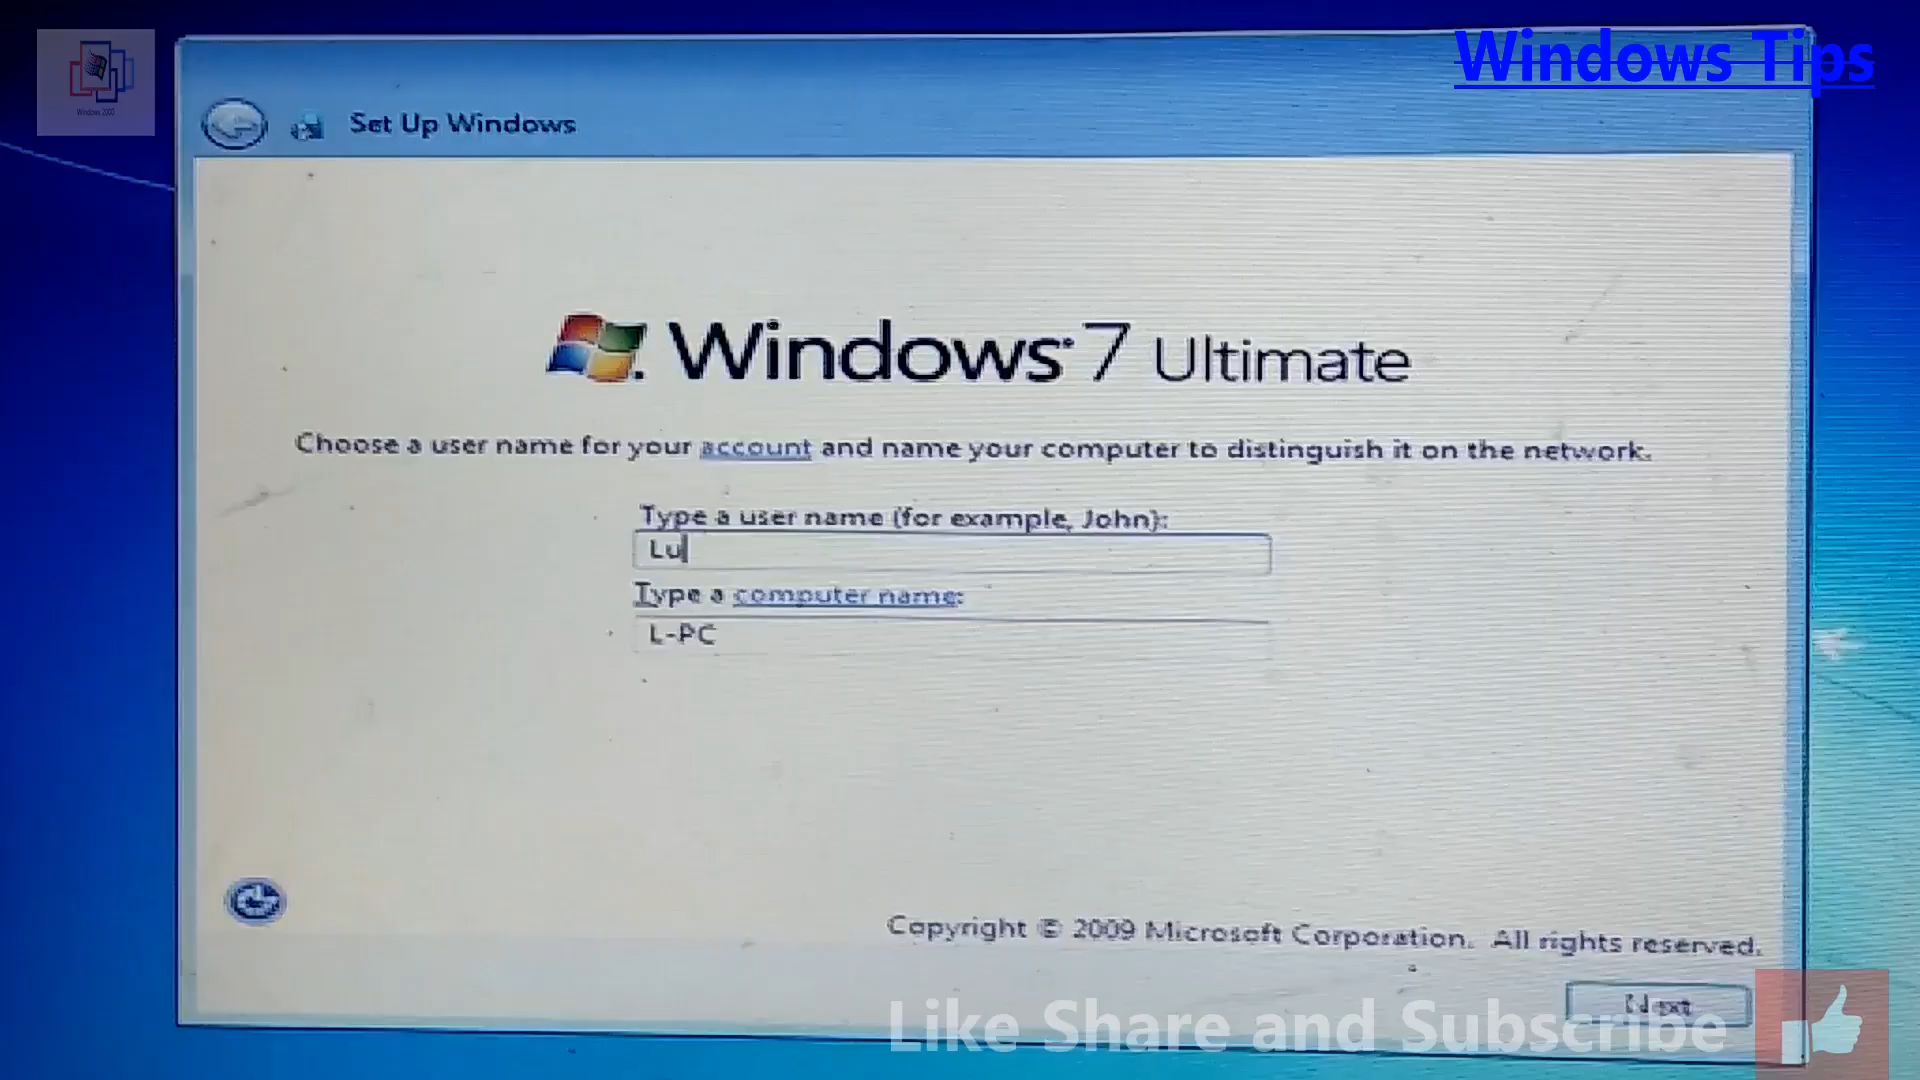 Windows Tips
Windows 2000
Set Up Windows
Windows 7 Ultimate
Choose a user name for your account and name your computer to distinguish it on the network.
Type a user name (for example, John):
Lu
Type a computer name:
L-PC
Copyright © 2009 Microsoft Corporation. All rights reserved.
Next
Like Share and Subscribe